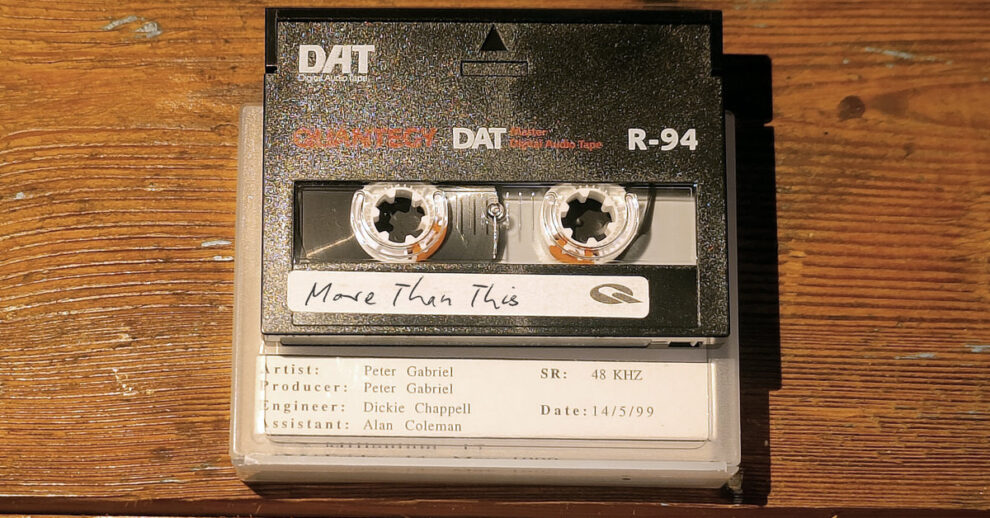 DAT
Digital Audio Tape
QUANTEGY DAT Master Digital Audio Tape R-94
More Than This
Artist: Peter Gabriel SR: 48 KHZ
Producer: Peter Gabriel
Engineer: Dickie Chappell Date: 14/5/99
Assistant: Alan Coleman